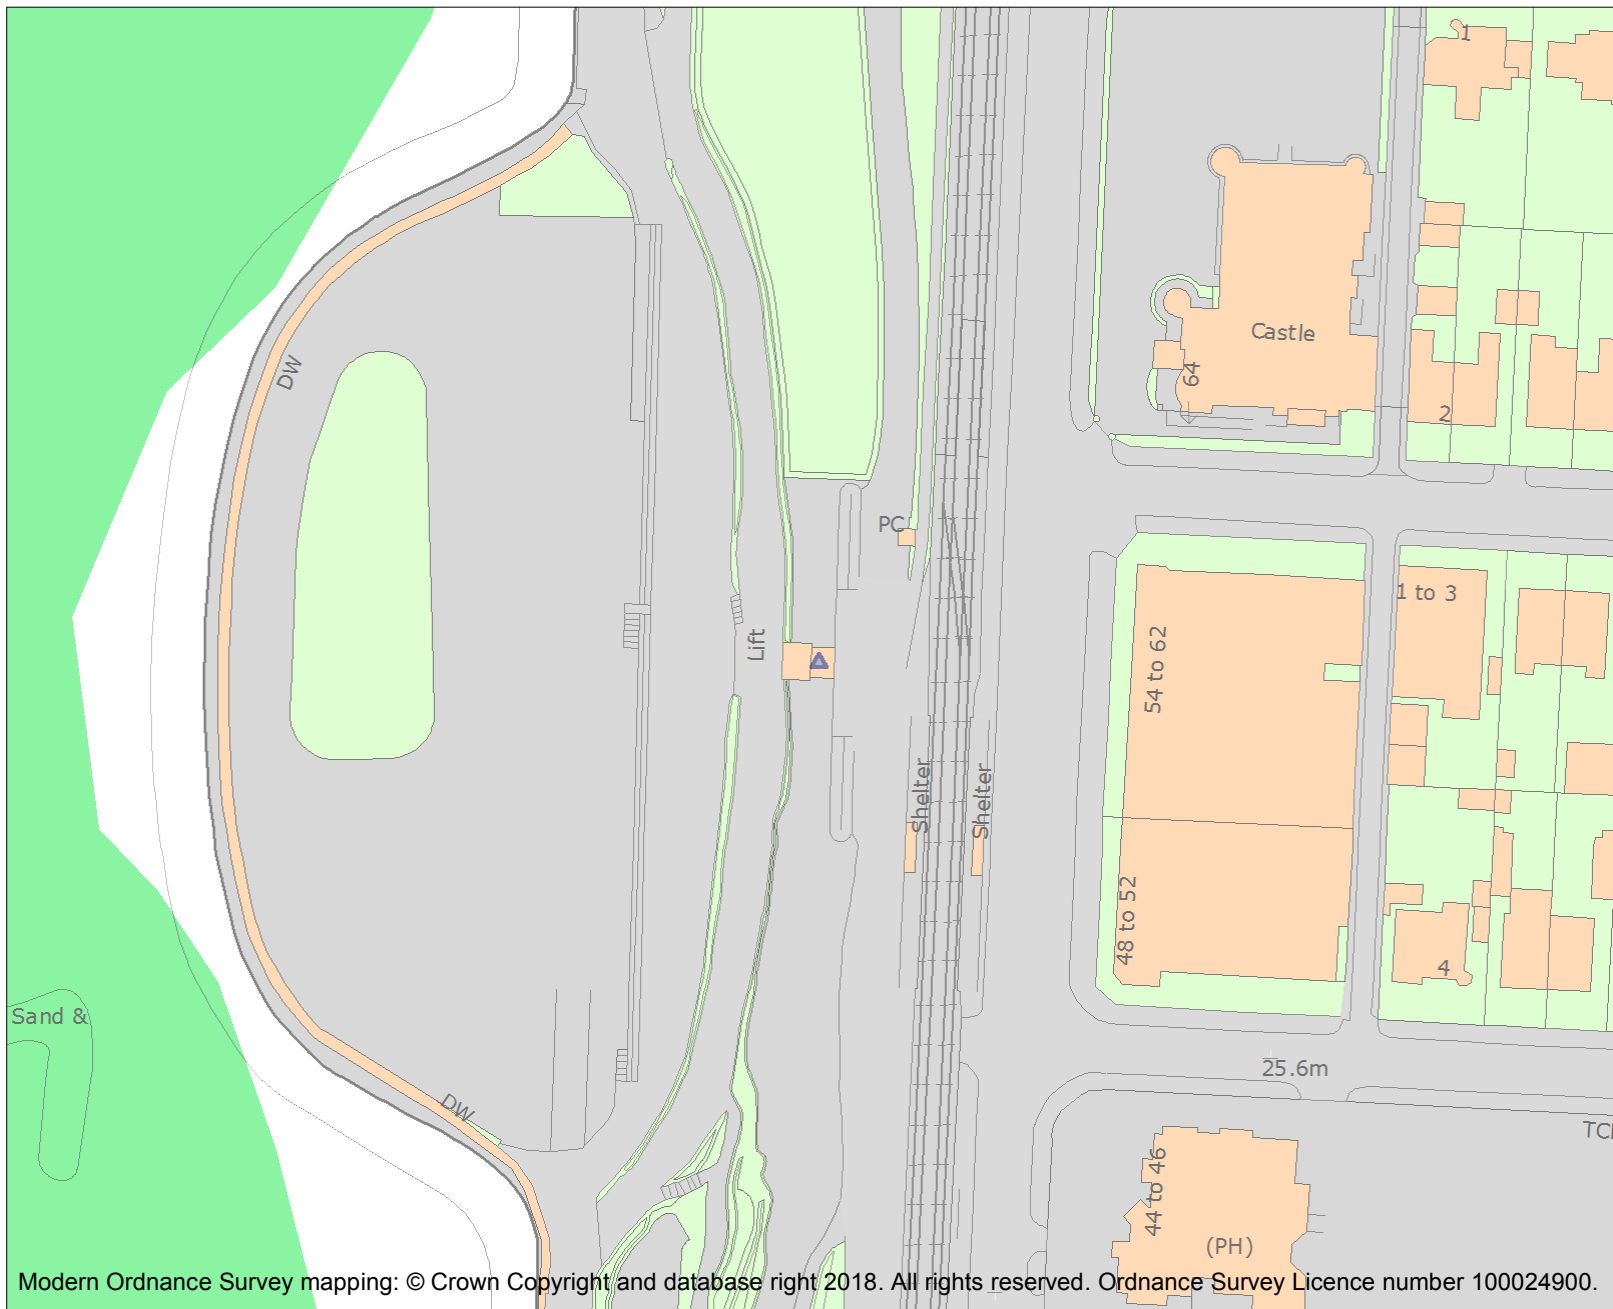 1
DW
Castle
64
2
PC
1 to 3
Lift
54 to 62
Shelter
Shelter
48 to 52
4
Sand &
25.6m
DW
44 to 46
(PH)
Modern Ordnance Survey mapping: © Crown Copyright and database right 2018. All rights reserved. Ordnance Survey Licence number 100024900.